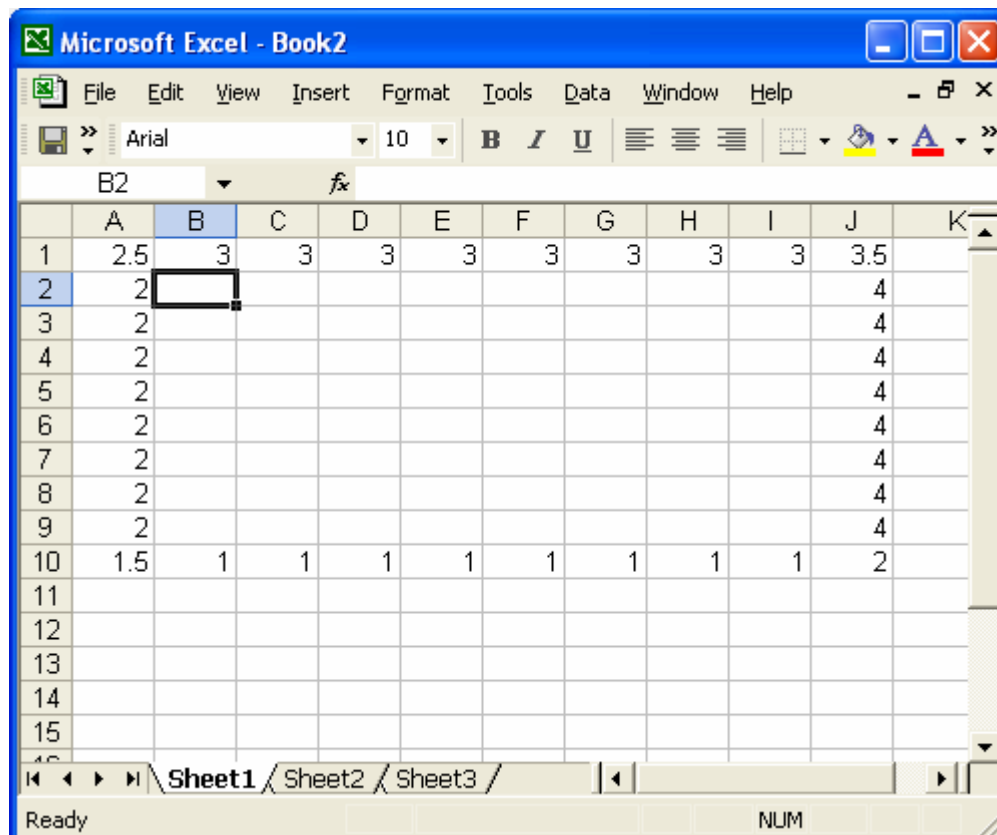 Microsoft Excel - Book2
File Edit View Insert Format Tools Data Window Help
» Arial 10 B I U A »
B2 fx
A B C D E F G H I J K
1 2.5 3 3 3 3 3 3 3 3 3.5
2 2 4
3 2 4
4 2 4
5 2 4
6 2 4
7 2 4
8 2 4
9 2 4
10 1.5 1 1 1 1 1 1 1 1 2
11
12
13
14
15
Sheet1 Sheet2 Sheet3
Ready NUM